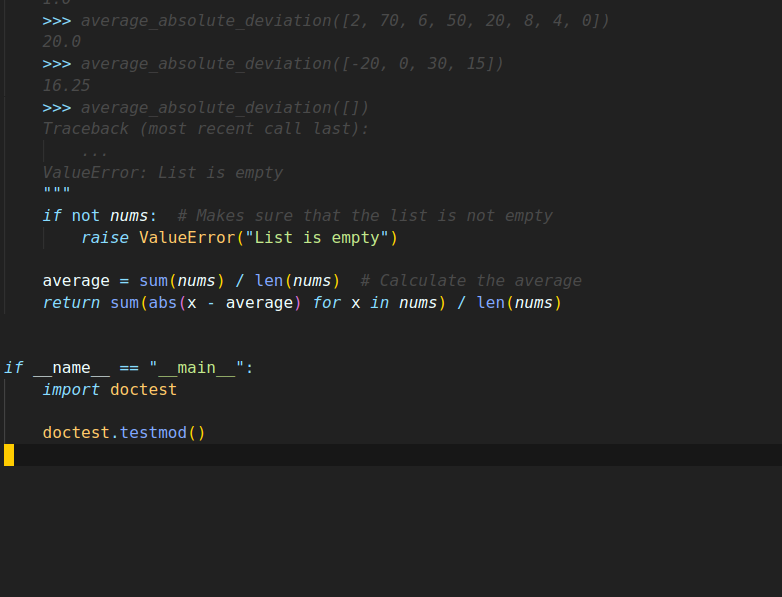 1.0
>>> average_absolute_deviation([2, 70, 6, 50, 20, 8, 4, 0])
20.0
>>> average_absolute_deviation([-20, 0, 30, 15])
16.25
>>> average_absolute_deviation([])
Traceback (most recent call last):
...
ValueError: List is empty
"""
if not nums:  # Makes sure that the list is not empty
raise ValueError("List is empty")
average = sum(nums) / len(nums)  # Calculate the average
return sum(abs(x - average) for x in nums) / len(nums)
if __name__ == "__main__":
import doctest
doctest.testmod()